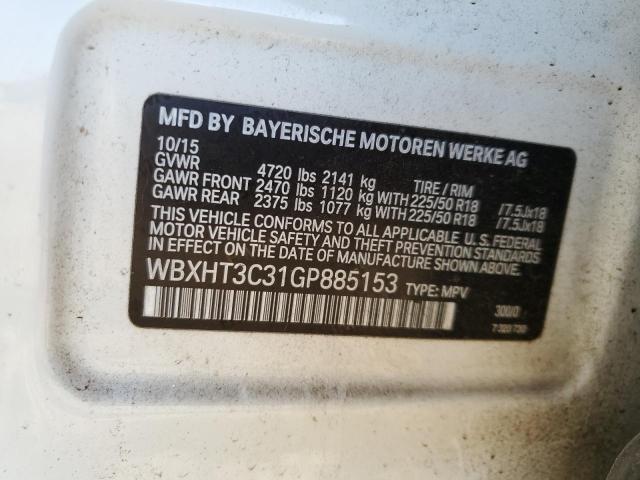 MFD BY BAYERISCHE MOTOREN WERKE AG
10/15
GVWR 4720 lbs 2141 kg TIRE / RIM
GAWR FRONT 2470 lbs 1120 kg WITH 225/50 R18 /7.5Jx18
GAWR REAR 2375 lbs 1077 kg WITH 225/50 R18 /7.5Jx18
THIS VEHICLE CONFORMS TO ALL APPLICABLE U.S. FEDERAL
MOTOR VEHICLE SAFETY AND THEFT PREVENTION STANDARDS
IN EFFECT ON THE DATE OF MANUFACTURE SHOWN ABOVE.
WBXHT3C31GP885153 TYPE: MPV
300/0